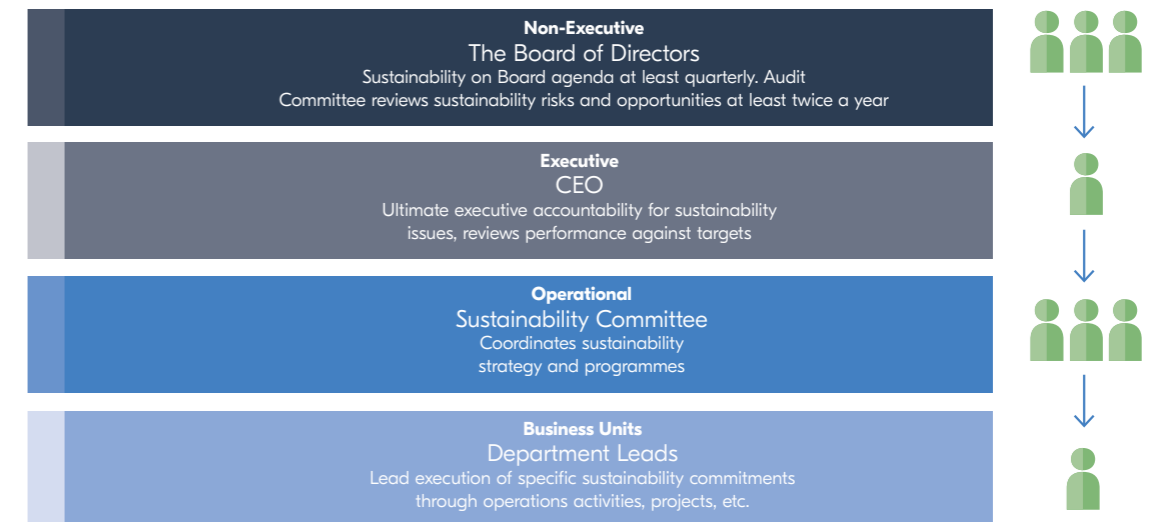 Non-Executive
The Board of Directors
Sustainability on Board agenda at least quarterly. Audit
Committee reviews sustainability risks and opportunities at least twice a year
Executive
CEO
Ultimate executive accountability for sustainability
issues, reviews performance against targets
Operational
Sustainability Committee
Coordinates sustainability
strategy and programmes
Business Units
Department Leads
Lead execution of specific sustainability commitments
through operations activities, projects, etc.